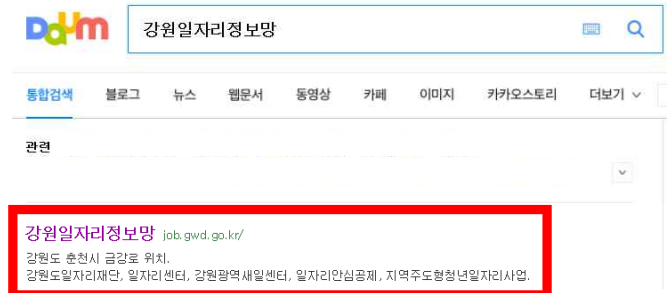 Daum 강원일자리정보망
통합검색 블로그 뉴스 웹문서 동영상 카페 이미지 카카오스토리 더보기
관련
강원일자리정보망 job.gwd.go.kr/
강원도 춘천시 금강로 위치.
강원도일자리재단, 일자리센터, 강원광역새일센터, 일자리안심공제, 지역주도형청년일자리사업.